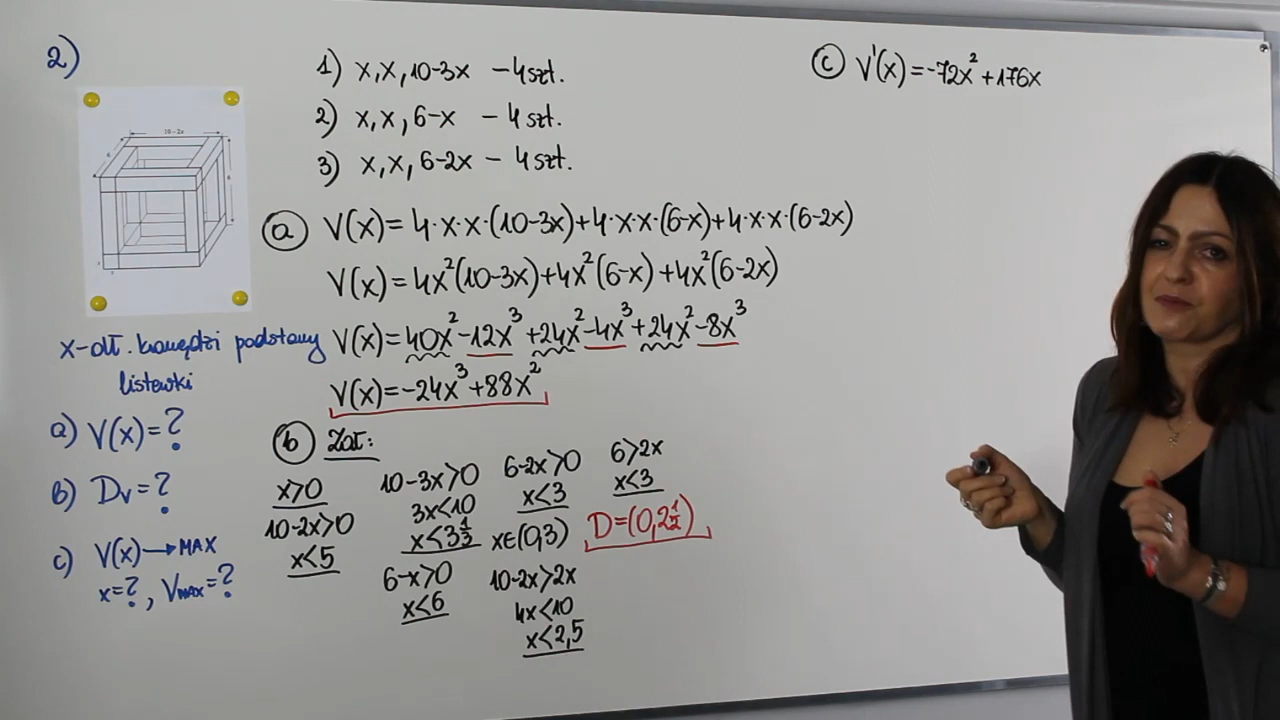 2)
10-2x
x-dł. krawędzi podstawy
listewki
a) V(x)=?
b) Dv=?
c) V(x)→MAX
x=?, VMAX=?
1) x,x,10-3x - 4szt.
2) x,x,6-x - 4szt.
3) x,x,6-2x - 4szt.
a) V(x)=4·x·x·(10-3x)+4·x·x·(6-x)+4·x·x·(6-2x)
V(x)=4x²(10-3x)+4x²(6-x)+4x²(6-2x)
V(x)=40x²-12x³+24x²-4x³+24x²-8x³
V(x)=-24x³+88x²
b) Zał:
x>0
10-2x>0
x<5
10-3x>0
3x<10
x<3⅓
6-x>0
x<6
6-2x>0
x<3
x∈(0,3)
10-2x>2x
4x<10
x<2,5
6>2x
x<3
D=(0,2½)
c) V'(x)=-72x²+176x